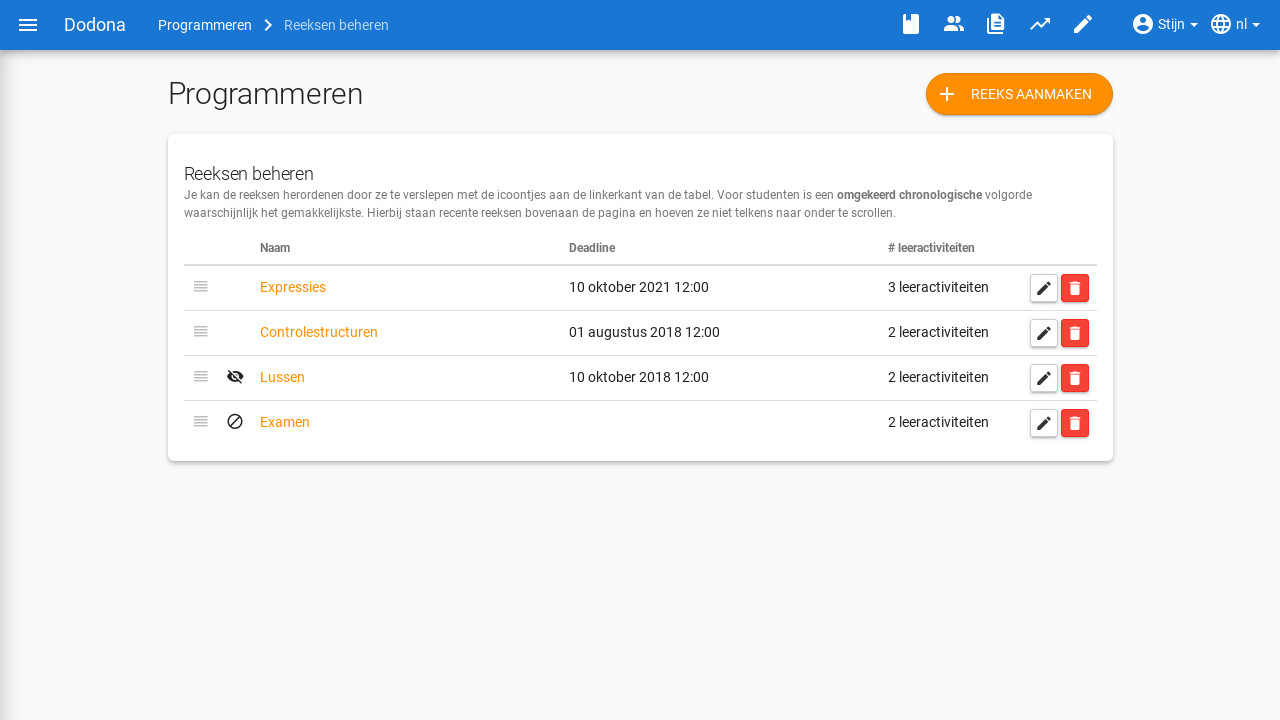 Dodona Programmeren Reeksen beheren Stijn nl
Programmeren
REEKS AANMAKEN
Reeksen beheren
Je kan de reeksen herordenen door ze te verslepen met de icoontjes aan de linkerkant van de tabel. Voor studenten is een omgekeerd chronologische volgorde
waarschijnlijk het gemakkelijkste. Hierbij staan recente reeksen bovenaan de pagina en hoeven ze niet telkens naar onder te scrollen.
Naam Deadline # leeractiviteiten
Expressies 10 oktober 2021 12:00 3 leeractiviteiten
Controlestructuren 01 augustus 2018 12:00 2 leeractiviteiten
Lussen 10 oktober 2018 12:00 2 leeractiviteiten
Examen 2 leeractiviteiten